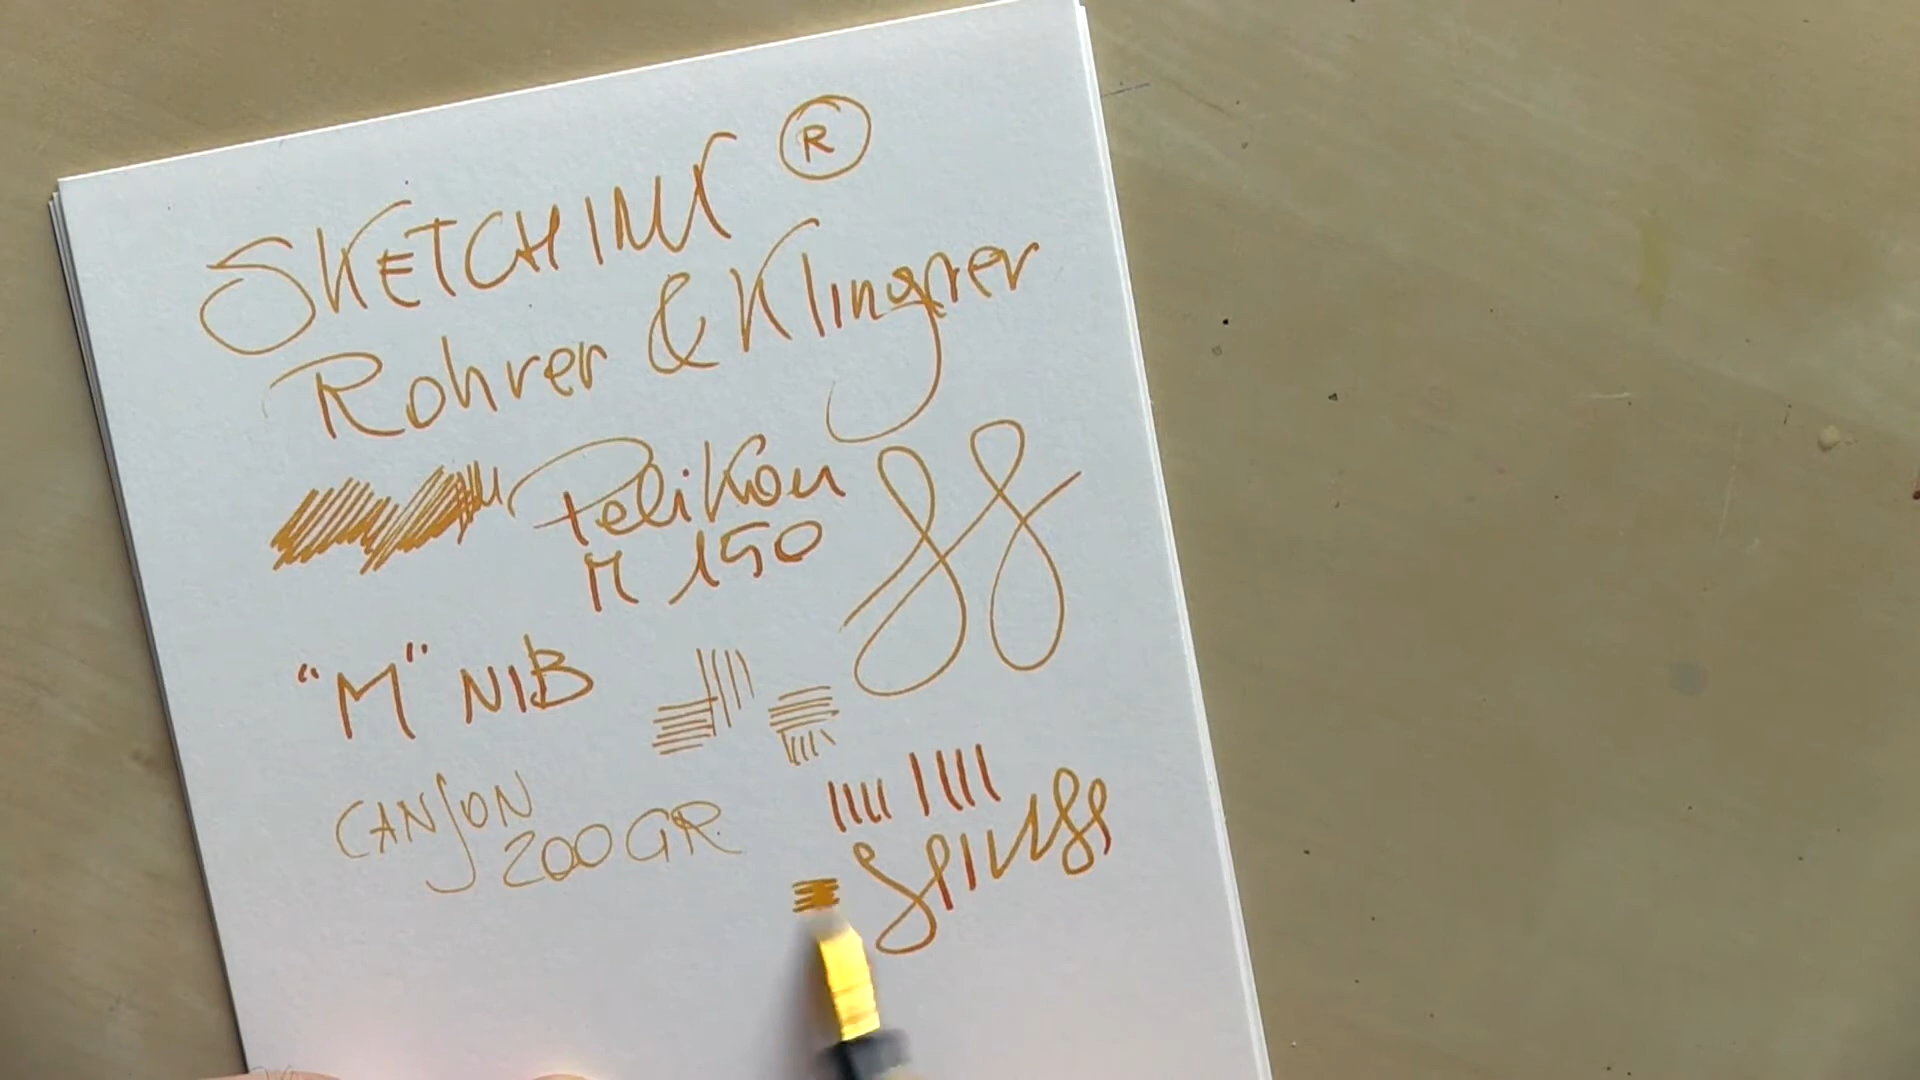 SKETCHINK ®
Rohrer & Klingner
Pelikan
M 150
"M" NIB
CANSON
200 GR.